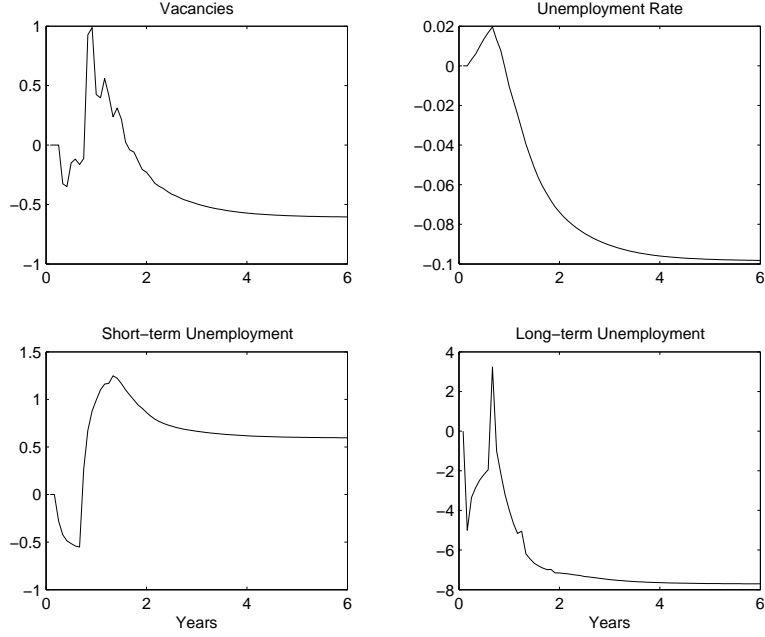 Vacancies
1
0.5
0
−0.5
−1
0 2 4 6
Unemployment Rate
0.02
0
−0.02
−0.04
−0.06
−0.08
−0.1
0 2 4 6
Short−term Unemployment
1.5
1
0.5
0
−0.5
−1
0 2 4 6
Years
Long−term Unemployment
4
2
0
−2
−4
−6
−8
0 2 4 6
Years